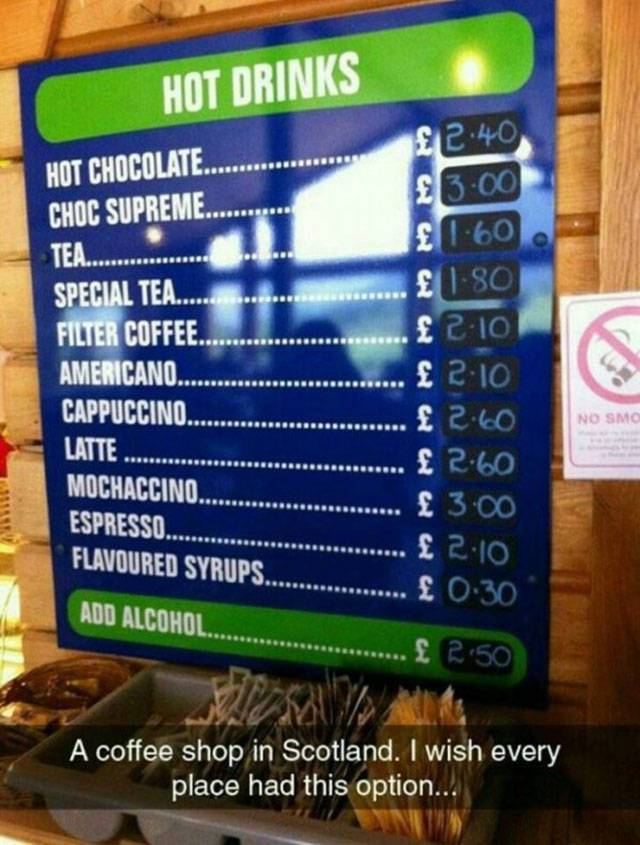 HOT DRINKS
HOT CHOCOLATE................ £ 2.40
CHOC SUPREME........... £ 3.00
TEA........................ £ 1.60
SPECIAL TEA........................ £ 1.80
FILTER COFFEE........................ £ 2.10
AMERICANO........................ £ 2.10
CAPPUCCINO........................ £ 2.60
LATTE ........................ £ 2.60
MOCHACCINO........................ £ 3.00
ESPRESSO........................ £ 2.10
FLAVOURED SYRUPS............... £ 0.30
ADD ALCOHOL..................... £ 2.50
NO SMO
A coffee shop in Scotland. I wish every
place had this option...